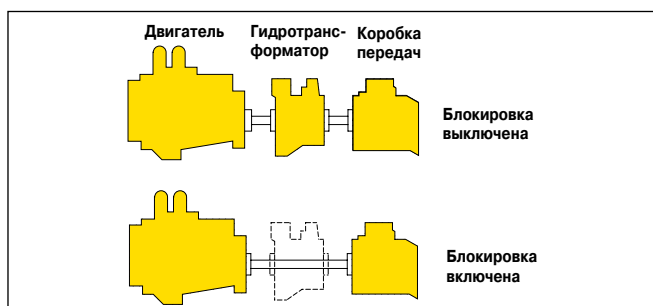 Двигатель
Гидротранс-
форматор
Коробка
передач
Блокировка
выключена
Блокировка
включена